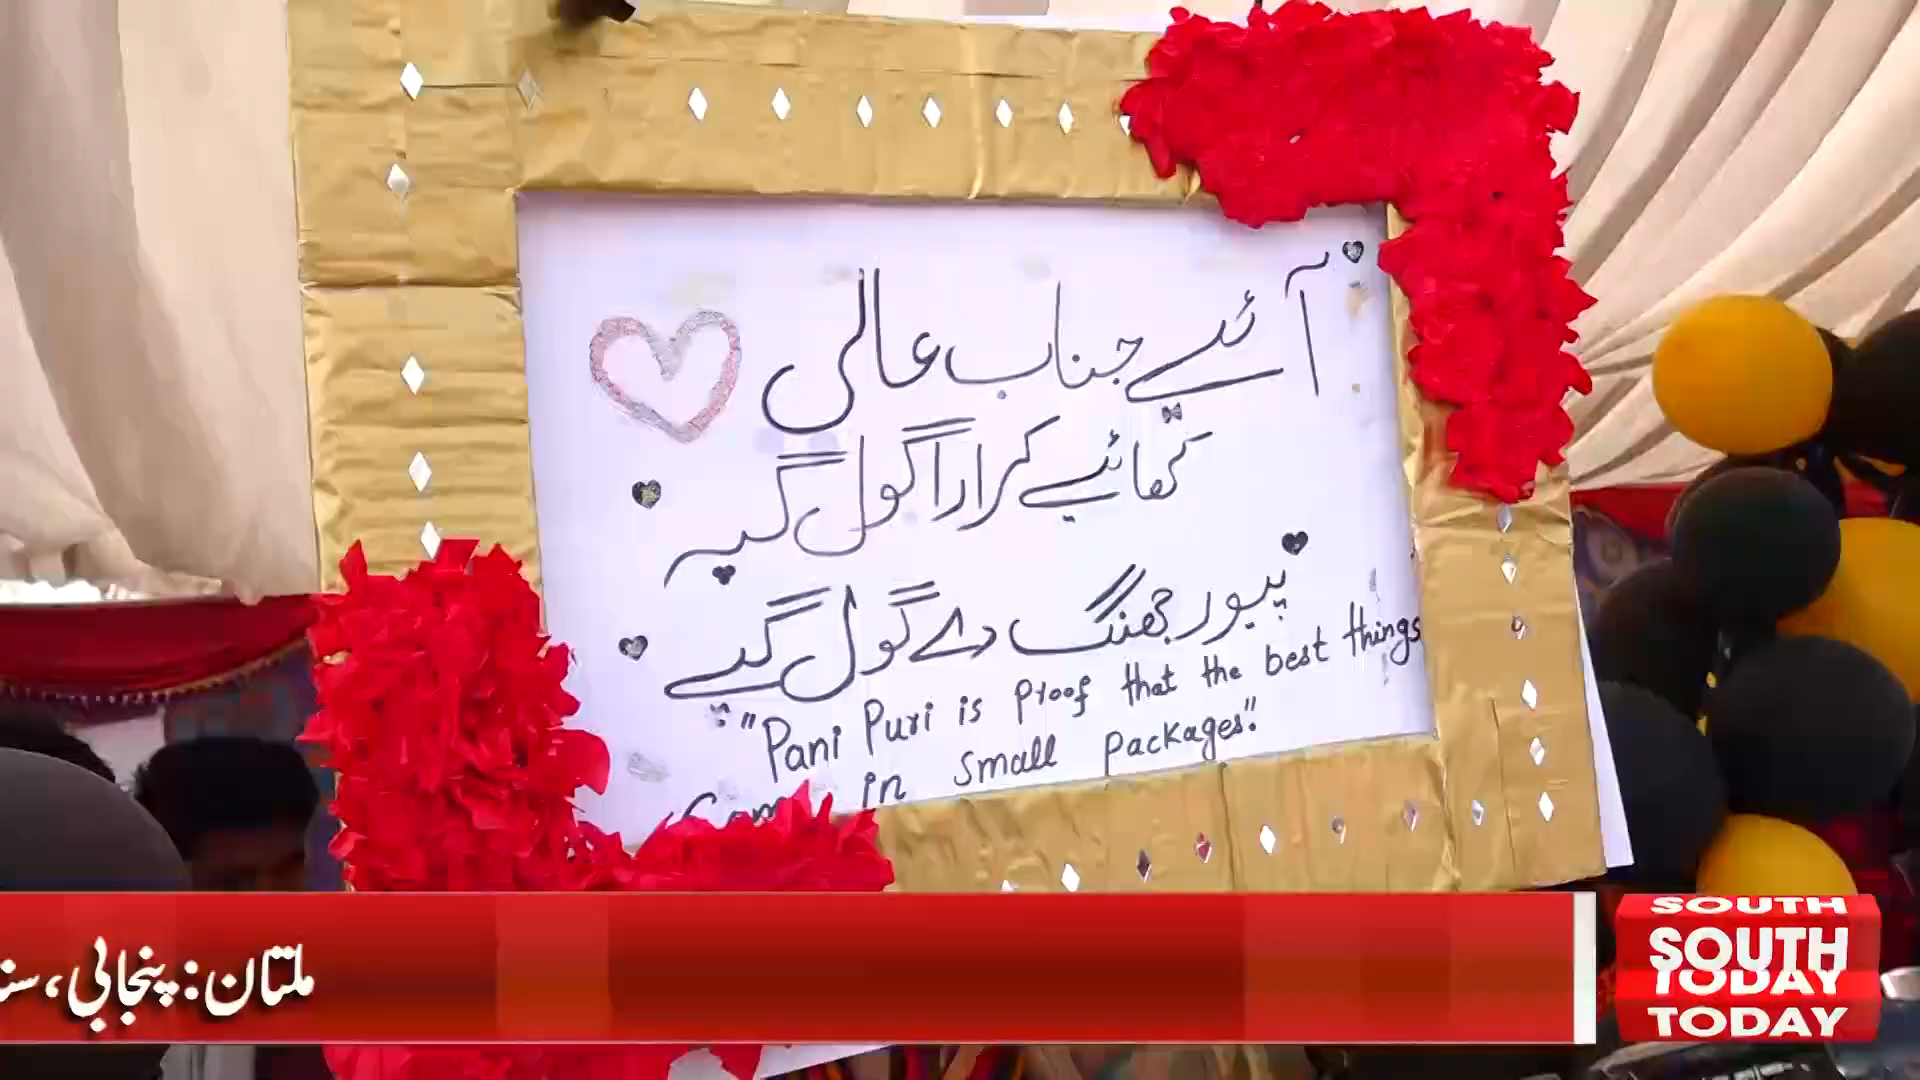 آئیے جناب عالی
کھائیے کرارا گول گپہ
پیور جھنگ دے گول گپے
"Pani Puri is proof that the best things
in small packages".
ملتان: پنجابی، سند
SOUTH
SOUTH
TODAY
TODAY